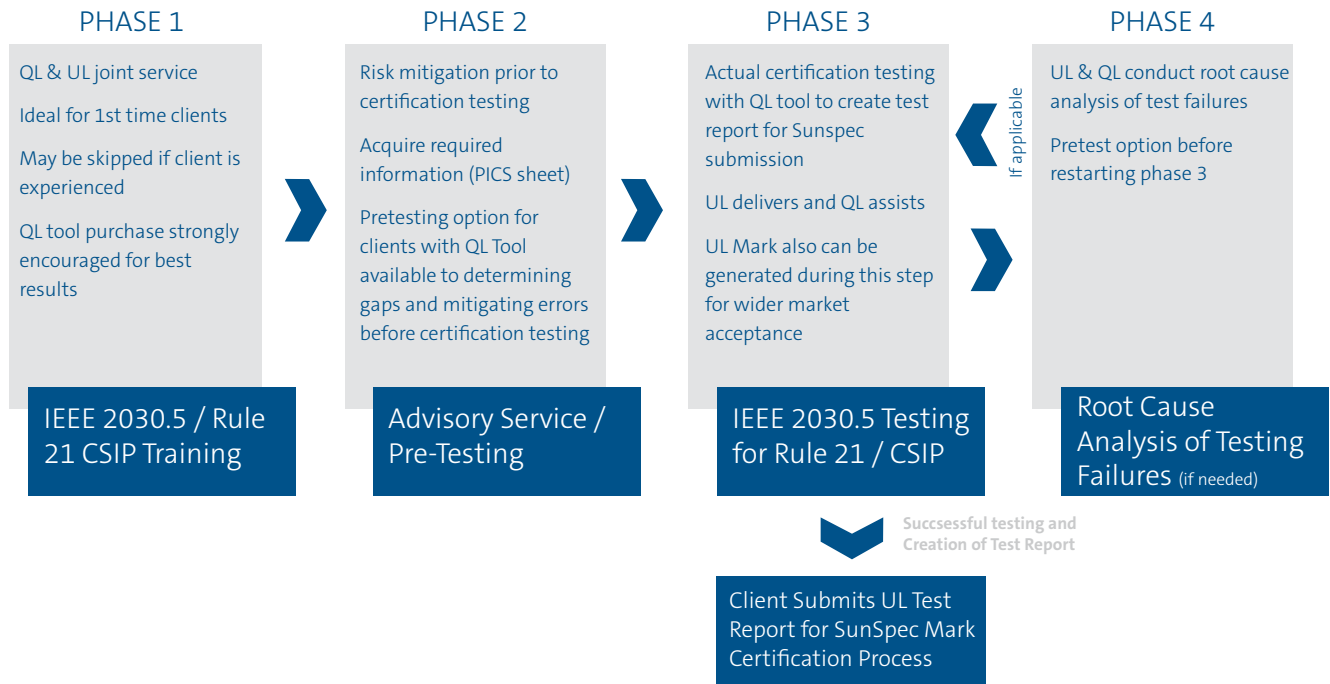 PHASE 1
QL & UL joint service
Ideal for 1st time clients
May be skipped if client is
experienced
QL tool purchase strongly
encouraged for best
results
IEEE 2030.5 / Rule
21 CSIP Training
PHASE 2
Risk mitigation prior to
certification testing
Acquire required
information (PICS sheet)
Pretesting option for
clients with QL Tool
available to determining
gaps and mitigating errors
before certification testing
Advisory Service /
Pre-Testing
PHASE 3
Actual certification testing
with QL tool to create test
report for Sunspec
submission
UL delivers and QL assists
UL Mark also can be
generated during this step
for wider market
acceptance
IEEE 2030.5 Testing
for Rule 21 / CSIP
If applicable
PHASE 4
UL & QL conduct root cause
analysis of test failures
Pretest option before
restarting phase 3
Root Cause
Analysis of Testing
Failures (if needed)
Succsessful testing and
Creation of Test Report
Client Submits UL Test
Report for SunSpec Mark
Certification Process